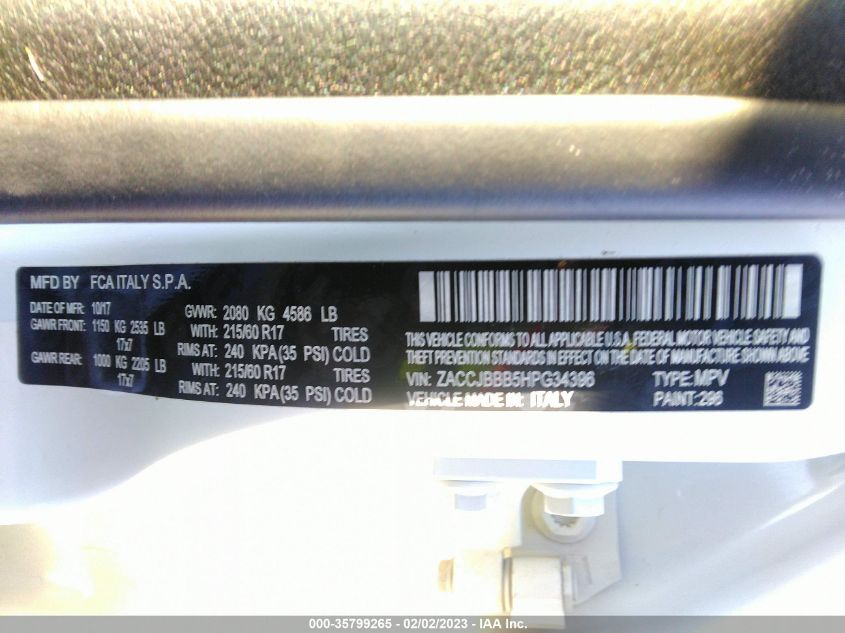 MFD BY FCA ITALY S.P.A.
DATE OF MFR: 10/17 GVWR: 2080 KG 4586 LB
GAWR FRONT: 1150 KG 2535 LB WITH: 215/60 R17 TIRES
17x7 RIMS AT: 240 KPA (35 PSI) COLD
GAWR REAR: 1000 KG 2205 LB WITH: 215/60 R17 TIRES
17x7 RIMS AT: 240 KPA (35 PSI) COLD
THIS VEHICLE CONFORMS TO ALL APPLICABLE U.S.A. FEDERAL MOTOR VEHICLE SAFETY AND
THEFT PREVENTION STANDARDS IN EFFECT ON THE DATE OF MANUFACTURE SHOWN ABOVE
VIN: ZACCJBBB5HPG34396 TYPE: MPV
VEHICLE MADE IN: ITALY PAINT: 296
000-35799265 - 02/02/2023 - IAA Inc.